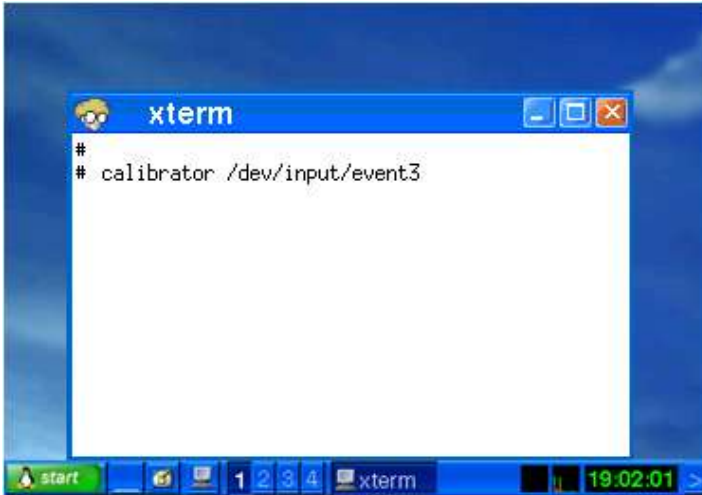 xterm
#
# calibrator /dev/input/event3
start 1 2 3 4 xterm 19:02:01 >